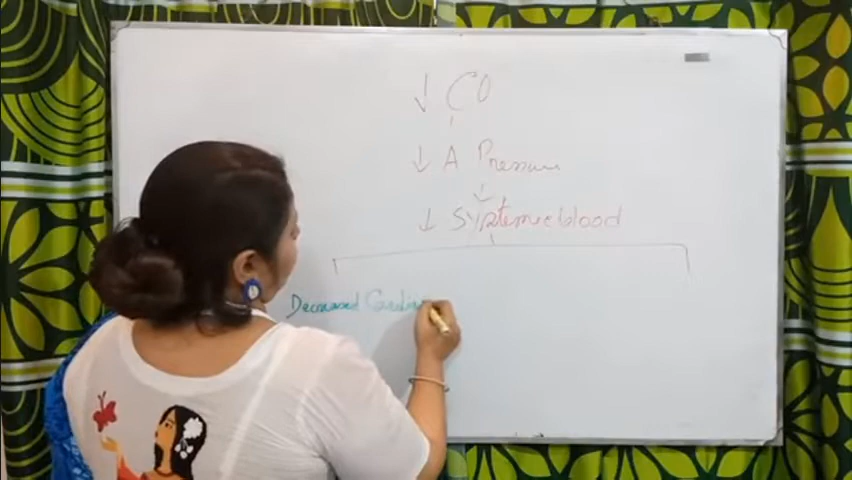 ↓ CO
↓ A Pressure
↓ Systemic blood
Decreased Cardia